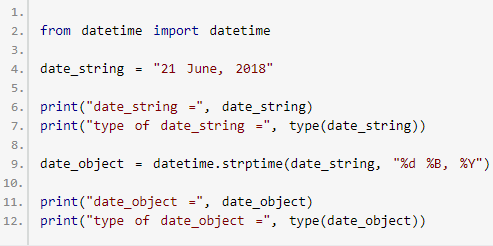 1.
2. from datetime import datetime
3.
4. date_string = "21 June, 2018"
5.
6. print("date_string =", date_string)
7. print("type of date_string =", type(date_string))
8.
9. date_object = datetime.strptime(date_string, "%d %B, %Y")
10.
11. print("date_object =", date_object)
12. print("type of date_object =", type(date_object))